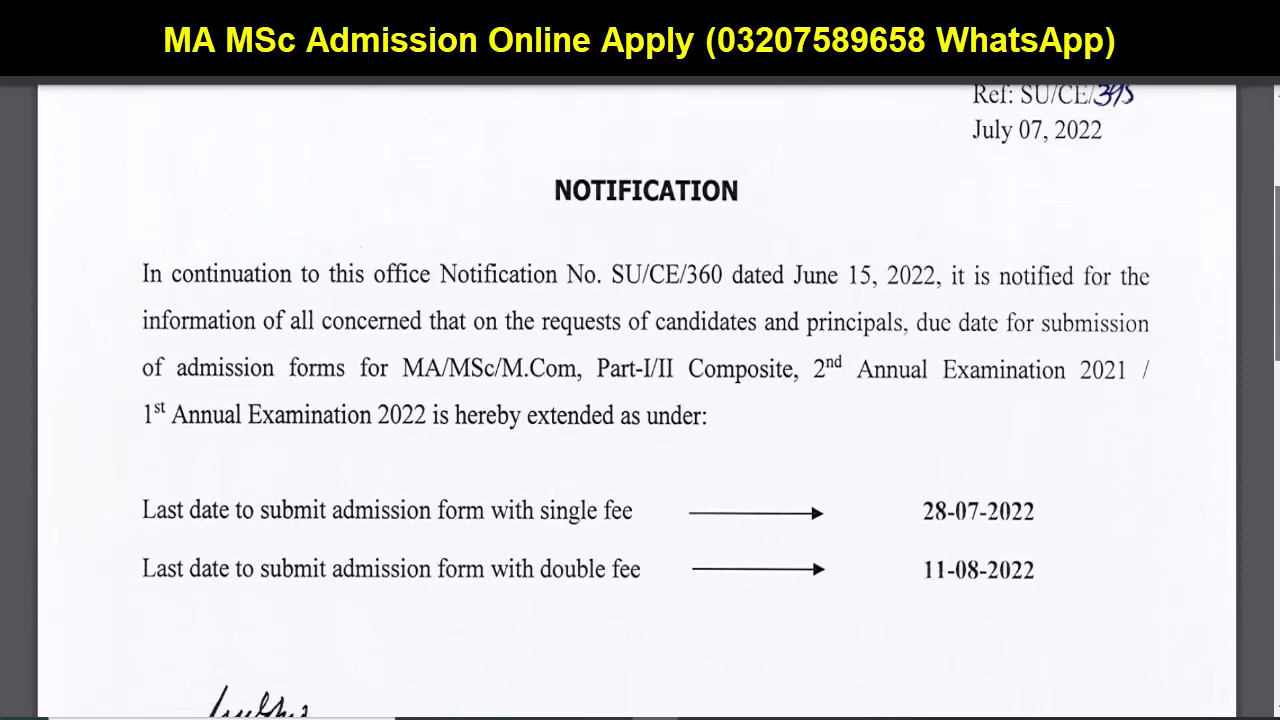 MA MSc Admission Online Apply (03207589658 WhatsApp)
Ref: SU/CE/395
July 07, 2022
NOTIFICATION
In continuation to this office Notification No. SU/CE/360 dated June 15, 2022, it is notified for the
information of all concerned that on the requests of candidates and principals, due date for submission
of admission forms for MA/MSc/M.Com, Part-I/II Composite, 2nd Annual Examination 2021 /
1st Annual Examination 2022 is hereby extended as under:
Last date to submit admission form with single fee 28-07-2022
Last date to submit admission form with double fee 11-08-2022